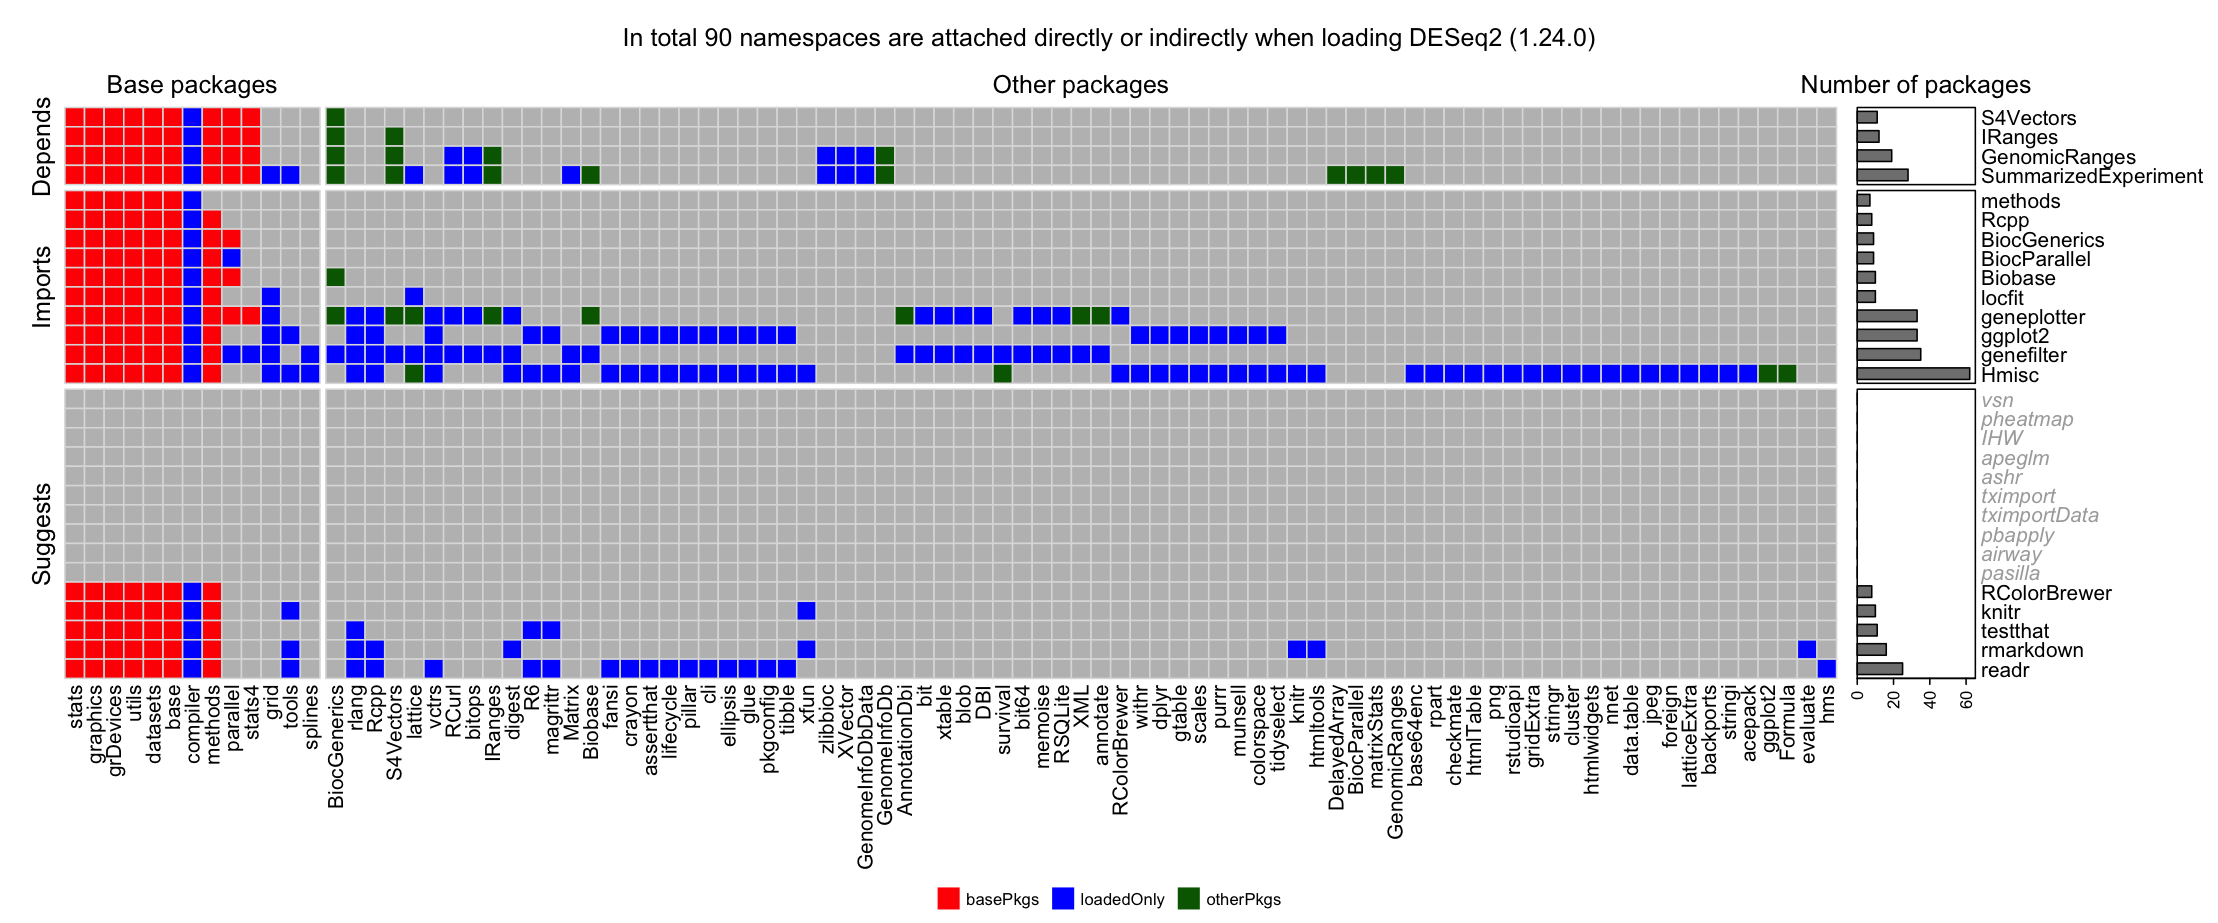 In total 90 namespaces are attached directly or indirectly when loading DESeq2 (1.24.0)
Base packages
Other packages
Number of packages
Depends
S4Vectors
IRanges
GenomicRanges
SummarizedExperiment
Imports
methods
Rcpp
BiocGenerics
BiocParallel
Biobase
locfit
geneplotter
ggplot2
genefilter
Hmisc
Suggests
vsn
pheatmap
IHW
apeglm
ashr
tximport
tximportData
pbapply
airway
pasilla
RColorBrewer
knitr
testthat
rmarkdown
readr
stats
graphics
grDevices
utils
datasets
base
compiler
methods
parallel
stats4
grid
tools
splines
BiocGenerics
rlang
Rcpp
S4Vectors
lattice
vctrs
RCurl
bitops
IRanges
digest
R6
magrittr
Matrix
Biobase
fansi
crayon
assertthat
lifecycle
pillar
cli
ellipsis
glue
pkgconfig
tibble
xfun
zlibbioc
XVector
GenomeInfoDbData
GenomeInfoDb
AnnotationDbi
bit
xtable
blob
DBI
survival
bit64
memoise
RSQLite
XML
annotate
RColorBrewer
withr
dplyr
gtable
scales
purrr
munsell
colorspace
tidyselect
knitr
htmltools
DelayedArray
BiocParallel
matrixStats
GenomicRanges
base64enc
rpart
checkmate
htmlTable
png
rstudioapi
gridExtra
stringr
cluster
htmlwidgets
nnet
data.table
jpeg
foreign
latticeExtra
backports
stringi
acepack
ggplot2
Formula
evaluate
hms
0
20
40
60
basePkgs
loadedOnly
otherPkgs